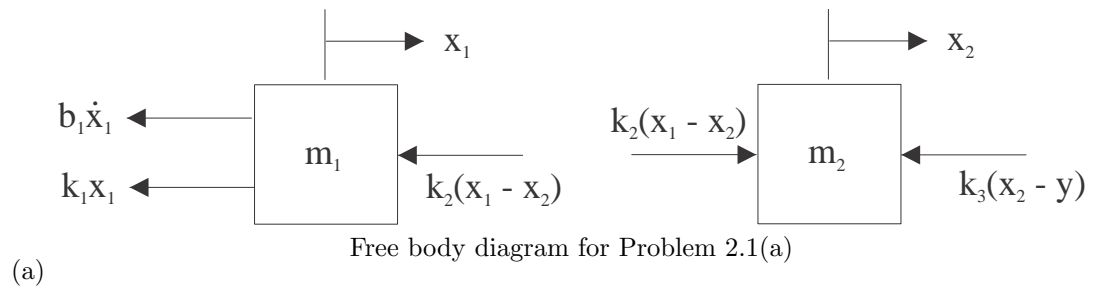 x₁
x₂
b₁ẋ₁
k₂(x₁ - x₂)
m₁
m₂
k₁x₁
k₂(x₁ - x₂)
k₃(x₂ - y)
Free body diagram for Problem 2.1(a)
(a)